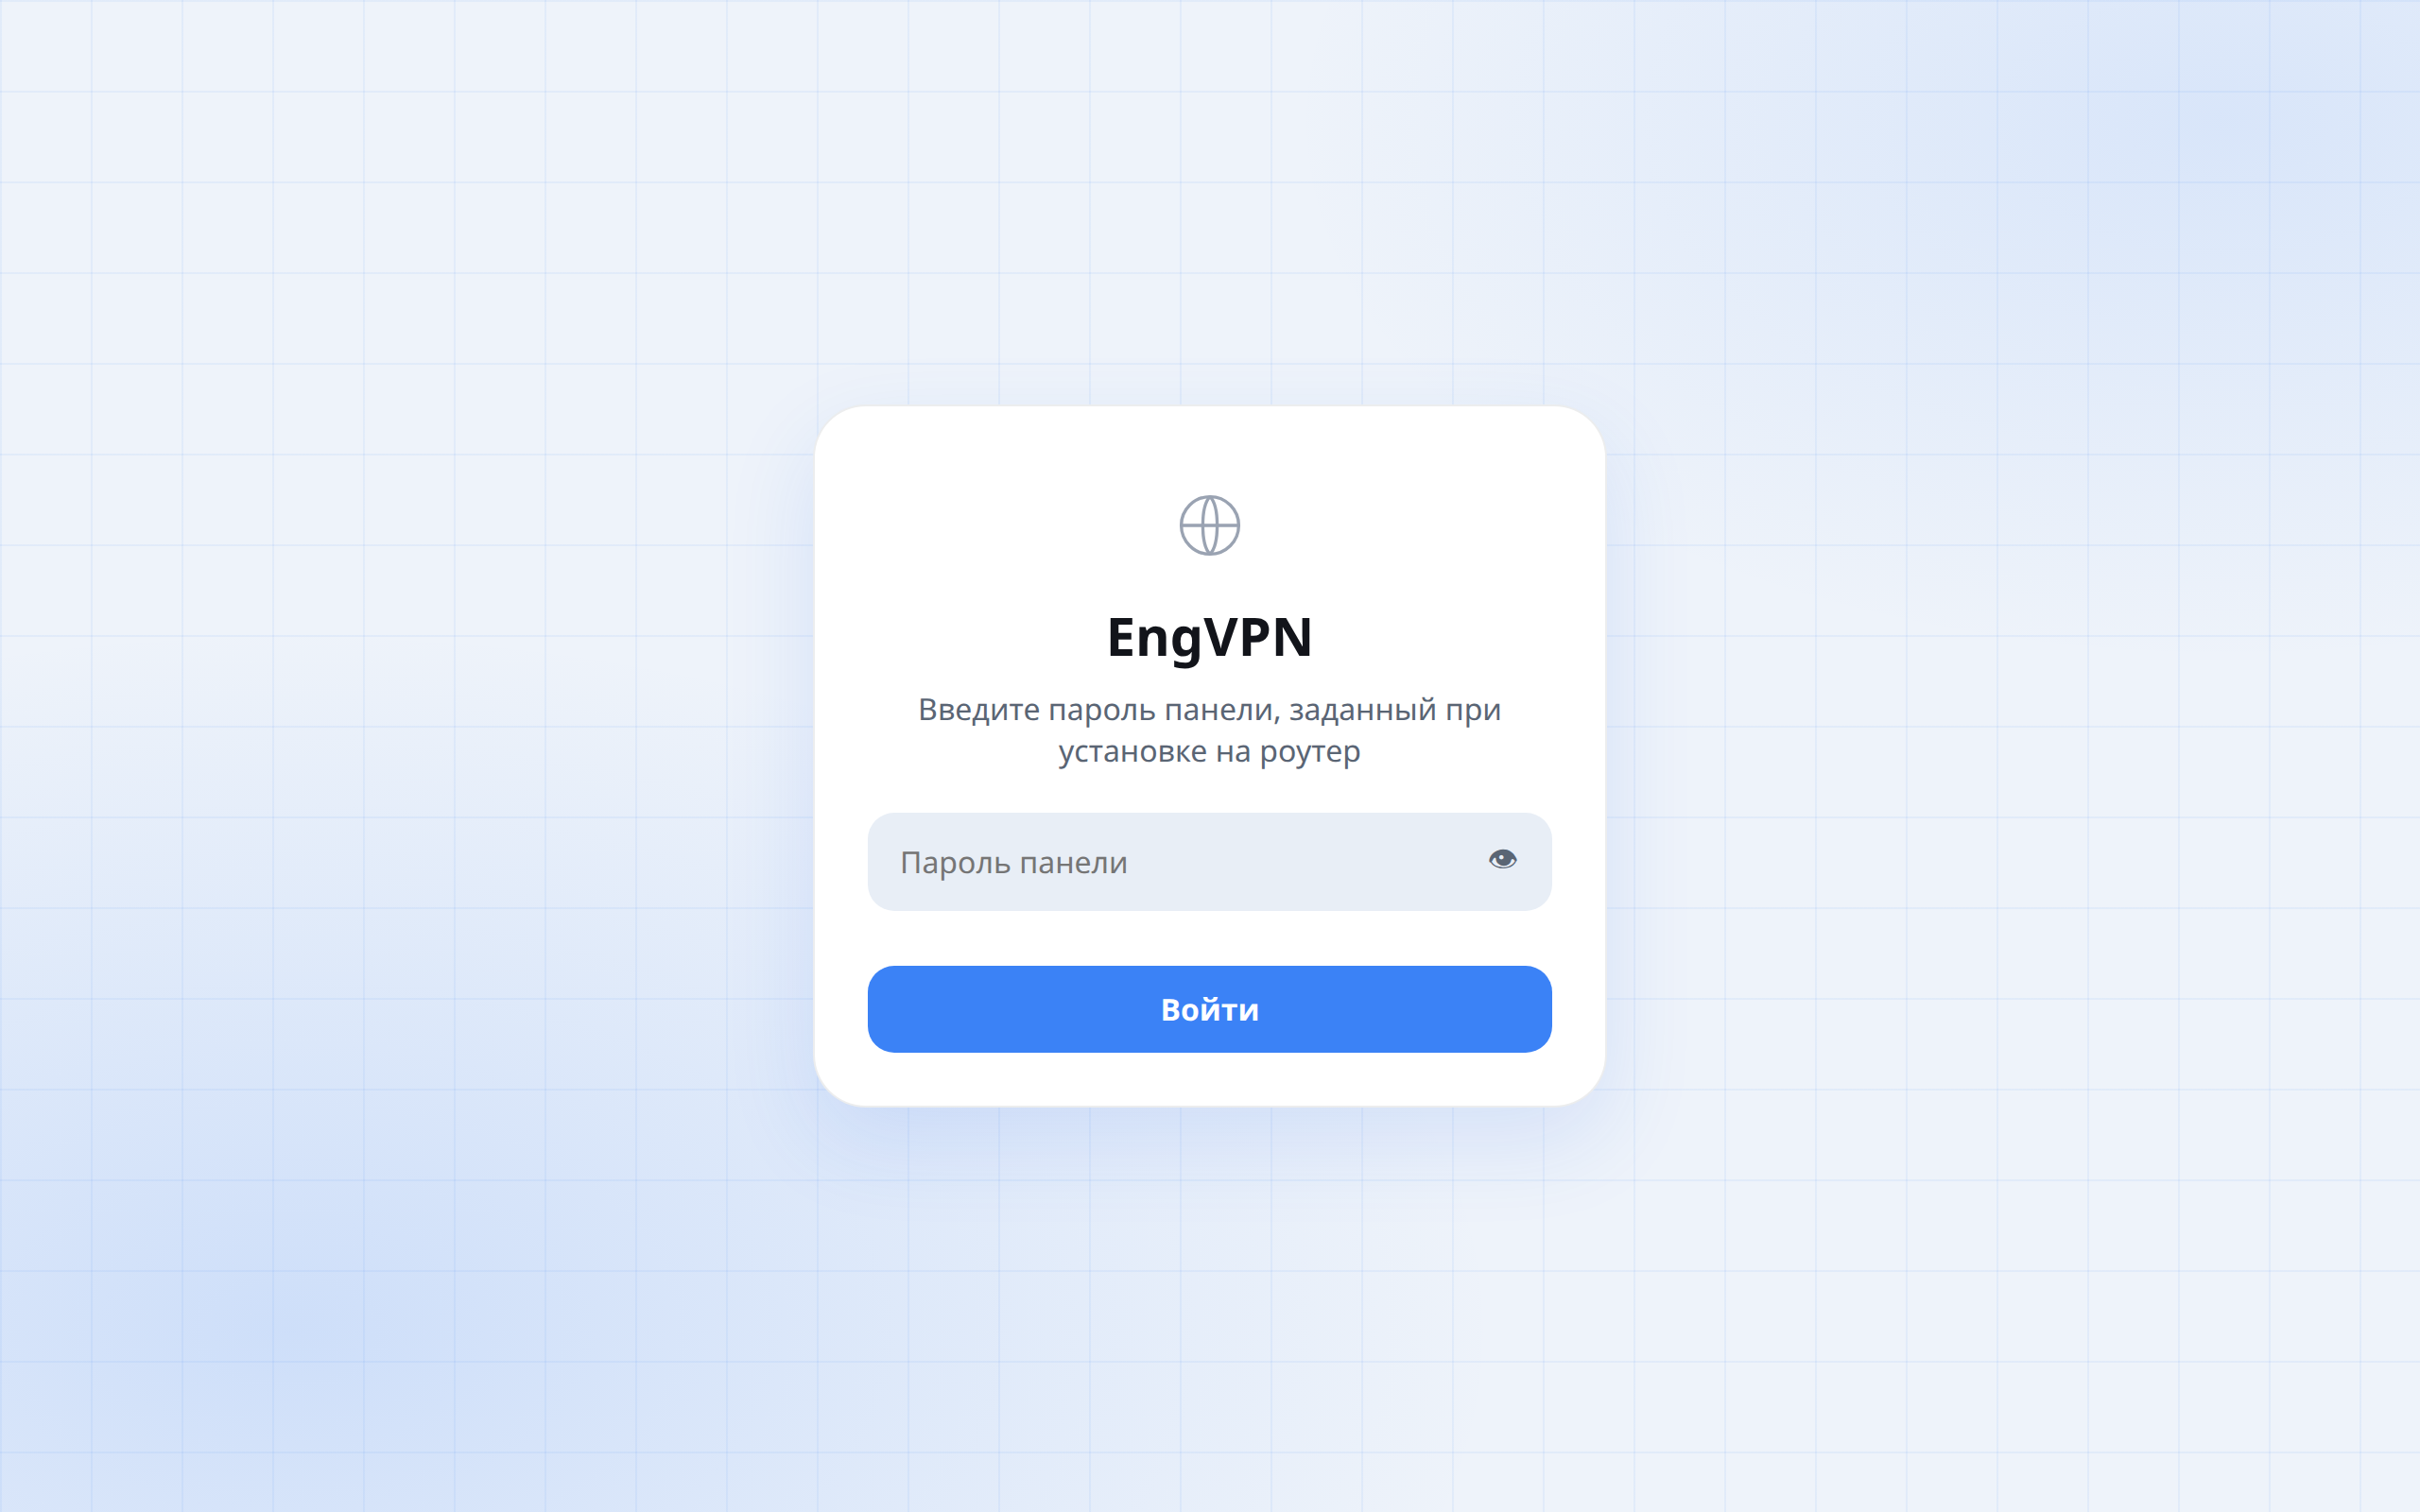 EngVPN
Введите пароль панели, заданный при
установке на роутер
Пароль панели
Войти